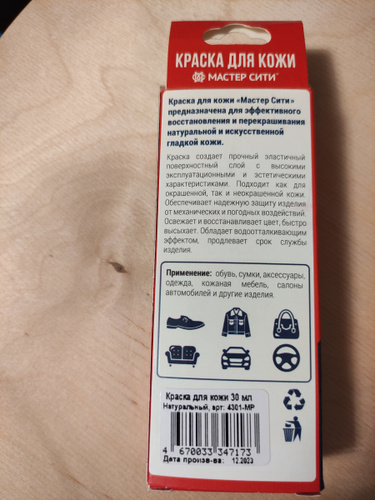 КРАСКА ДЛЯ КОЖИ
МАСТЕР СИТИ
Краска для кожи «Мастер Сити»
предназначена для эффективного
восстановления и перекрашивания
натуральной и искусственной
гладкой кожи.
Краска создает прочный эластичный
поверхностный слой с высокими
эксплуатационными и эстетическими
характеристиками. Подходит как для
окрашенной, так и неокрашенной кожи.
Обеспечивает надежную защиту изделия
от механических и погодных воздействий.
Освежает и восстанавливает цвет, быстро
высыхает. Обладает водоотталкивающим
эффектом, продлевает срок службы
изделия.
Применение: обувь, сумки, аксессуары,
одежда, кожаная мебель, салоны
автомобилей и другие изделия.
Краска для кожи 30 мл
Натуральный, арт: 4301-МР
4 670033 347173
Дата произв-ва: 12.2023